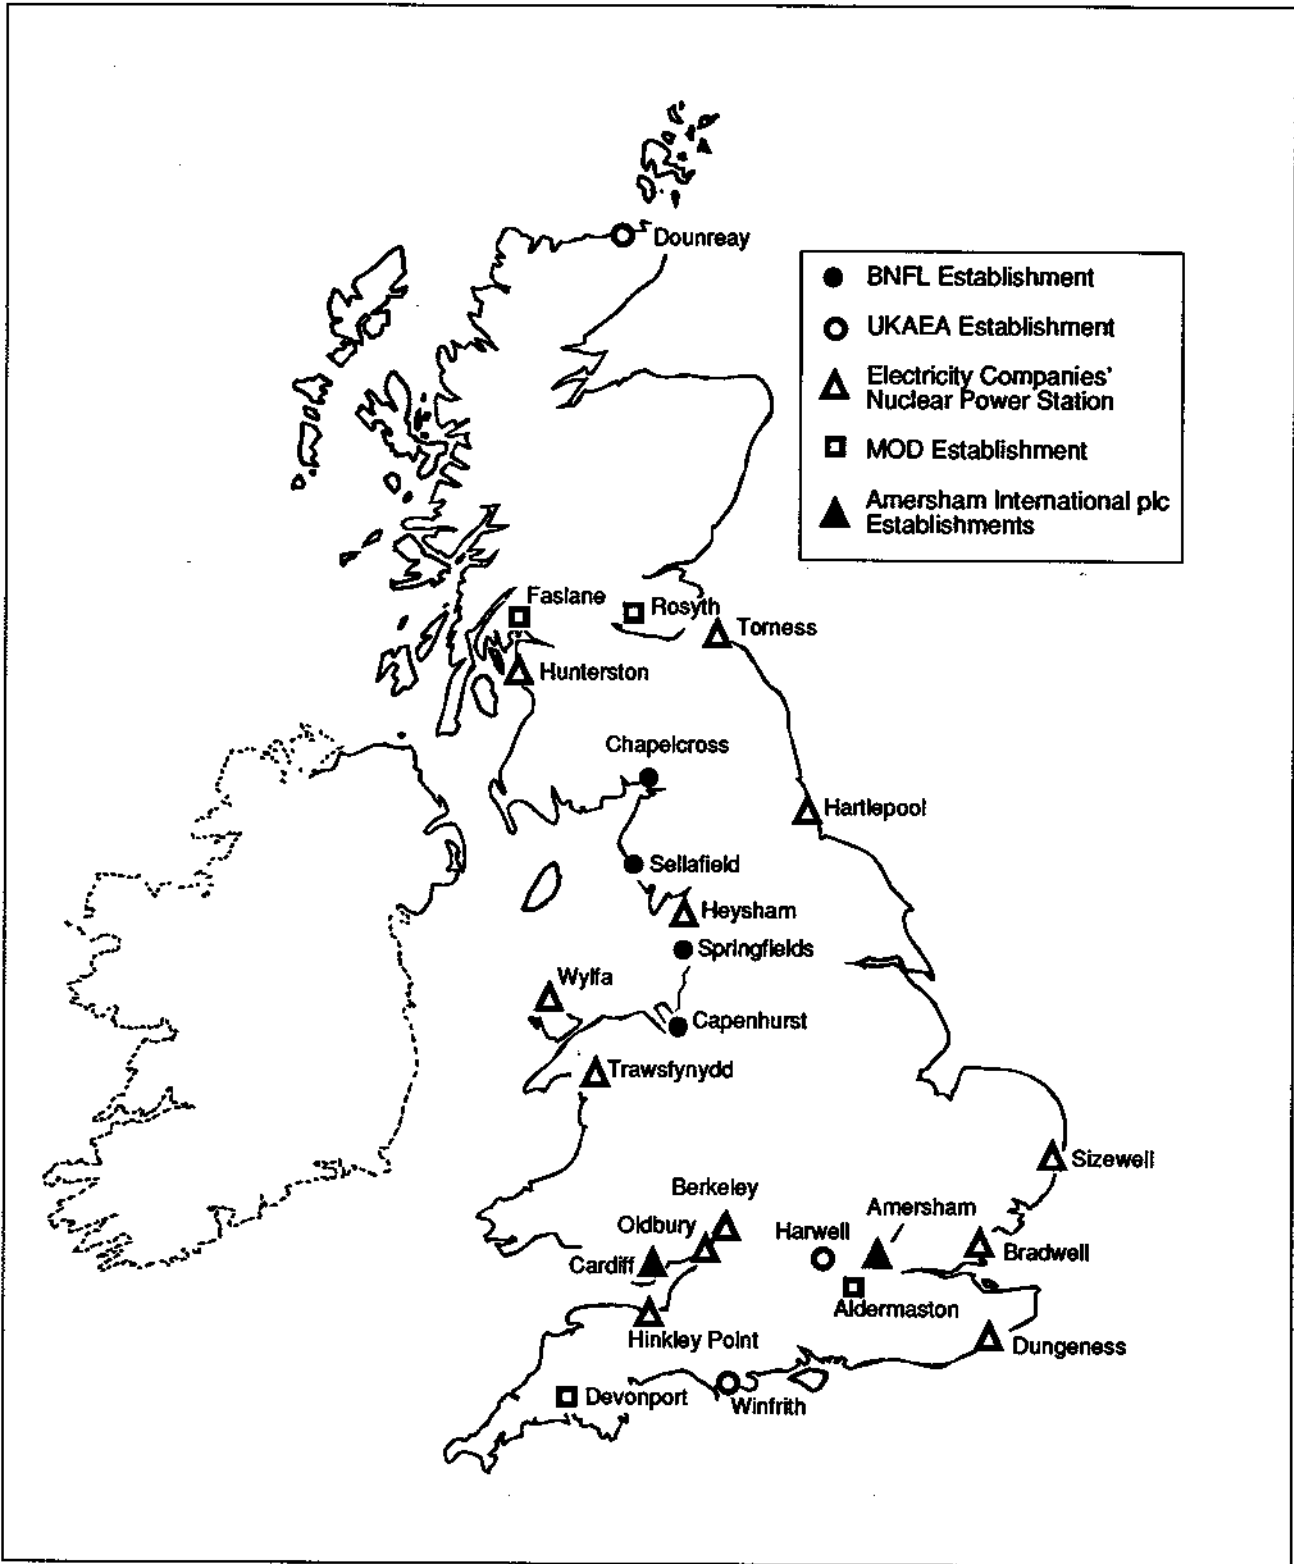 Dounreay
BNFL Establishment
UKAEA Establishment
Electricity Companies'
Nuclear Power Station
MOD Establishment
Amersham International plc
Establishments
Faslane
Rosyth
Torness
Hunterston
Chapelcross
Hartlepool
Sellafield
Heysham
Springfields
Wylfa
Capenhurst
Trawsfynydd
Sizewell
Berkeley
Amersham
Oldbury
Harwell
Bradwell
Cardiff
Aldermaston
Hinkley Point
Dungeness
Devonport
Winfrith